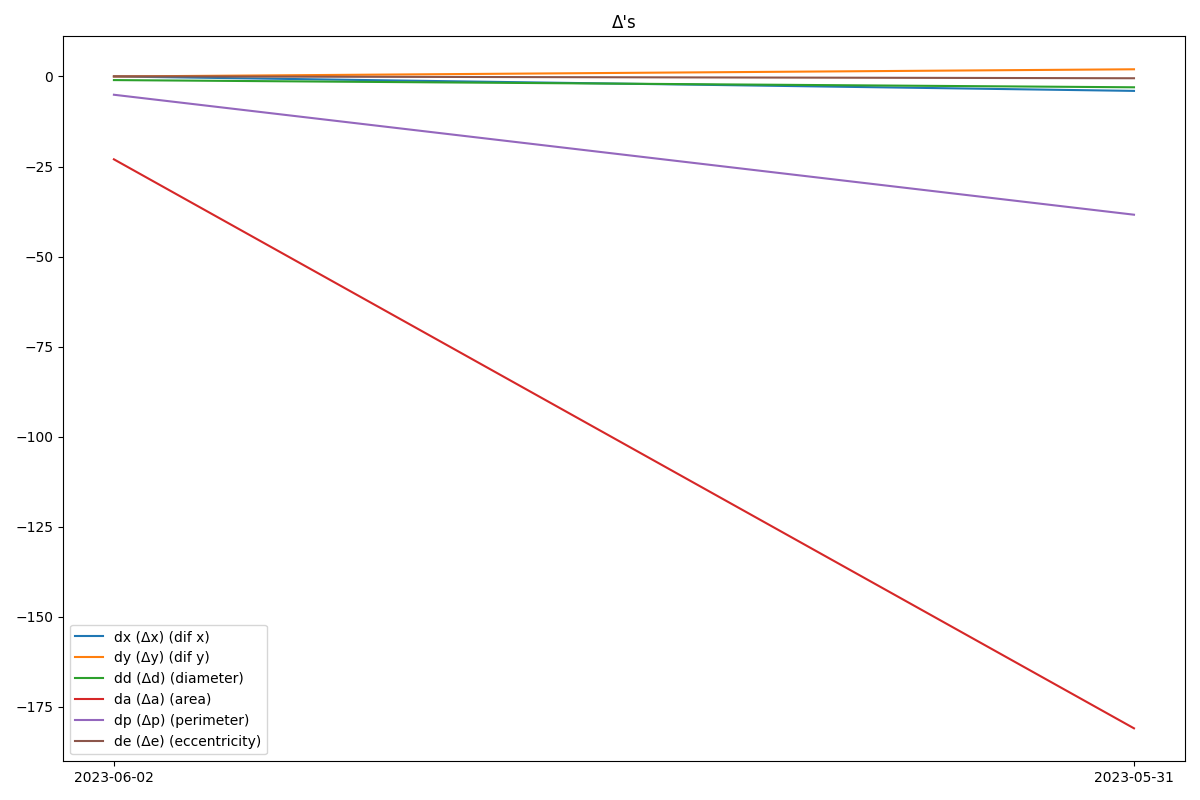 Δ's
0
−25
−50
−75
−100
−125
−150
−175
dx (Δx) (dif x)
dy (Δy) (dif y)
dd (Δd) (diameter)
da (Δa) (area)
dp (Δp) (perimeter)
de (Δe) (eccentricity)
2023-06-02
2023-05-31